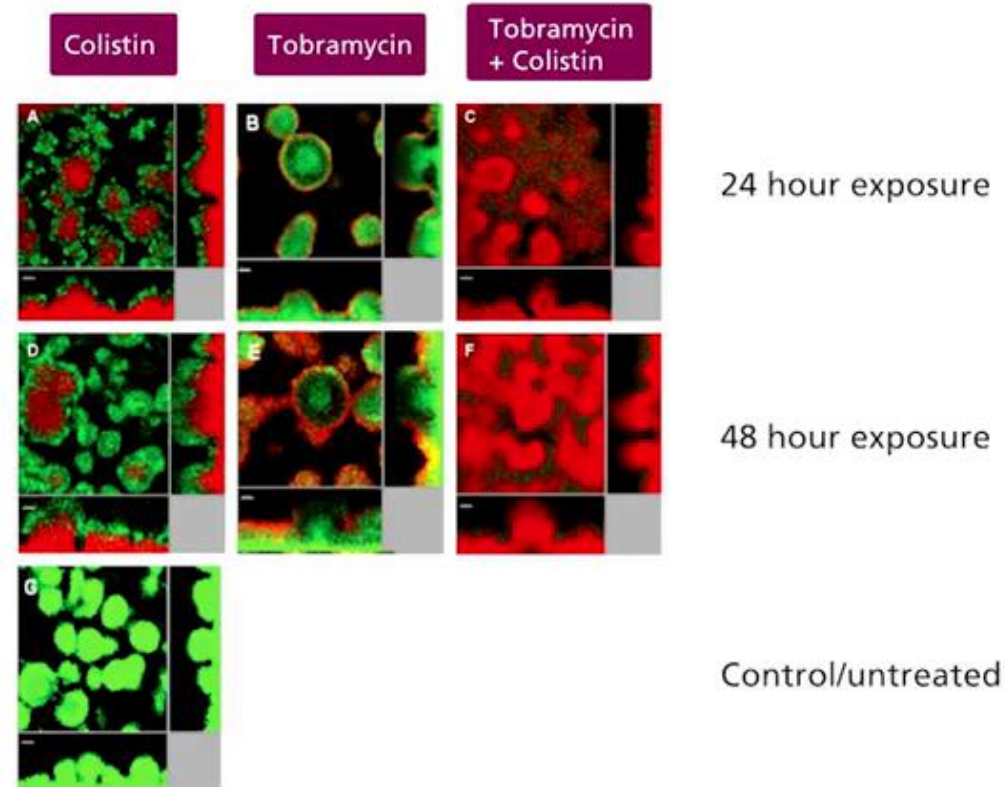 Colistin
Tobramycin
Tobramycin
+ Colistin
A
B
C
24 hour exposure
D
E
F
48 hour exposure
G
Control/untreated